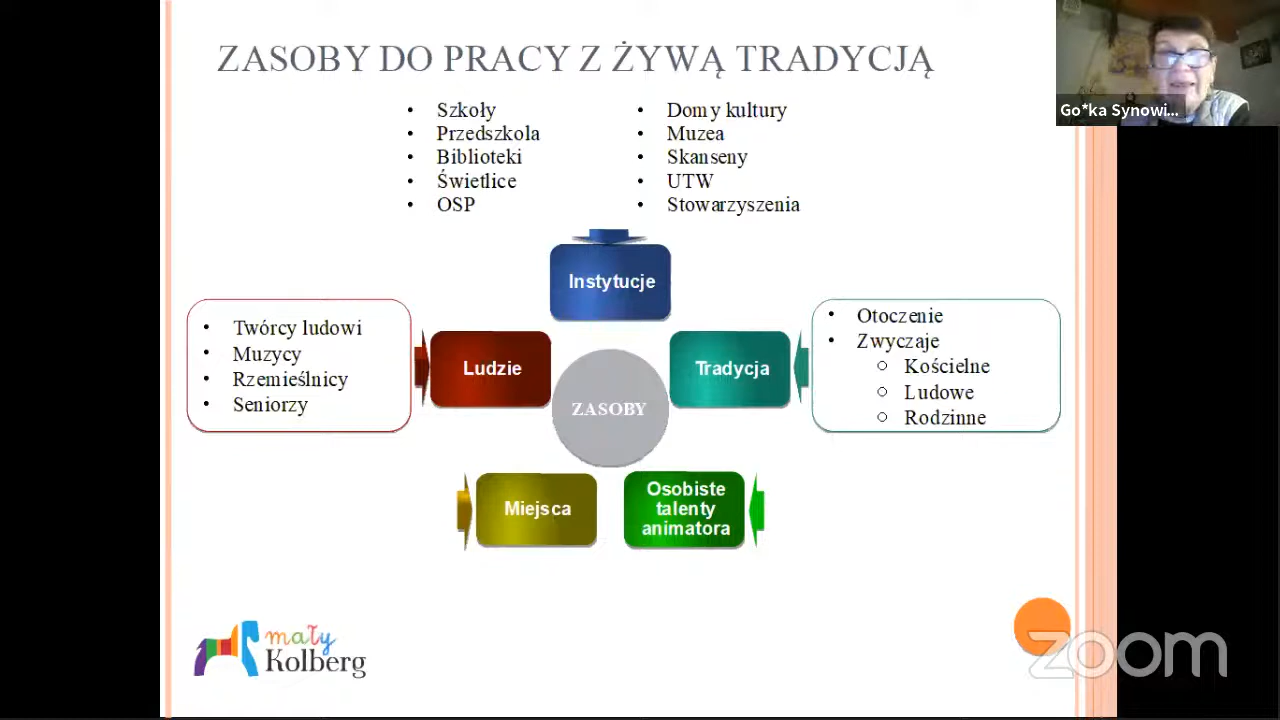 ZASOBY DO PRACY Z ŻYWĄ TRADYCJĄ
Go*ka Synowi...
• Szkoły
• Przedszkola
• Biblioteki
• Świetlice
• OSP
• Domy kultury
• Muzea
• Skanseny
• UTW
• Stowarzyszenia
Instytucje
• Twórcy ludowi
• Muzycy
• Rzemieślnicy
• Seniorzy
Ludzie
Tradycja
• Otoczenie
• Zwyczaje
○ Kościelne
○ Ludowe
○ Rodzinne
ZASOBY
Miejsca
Osobiste
talenty
animatora
mały
Kolberg
zoom